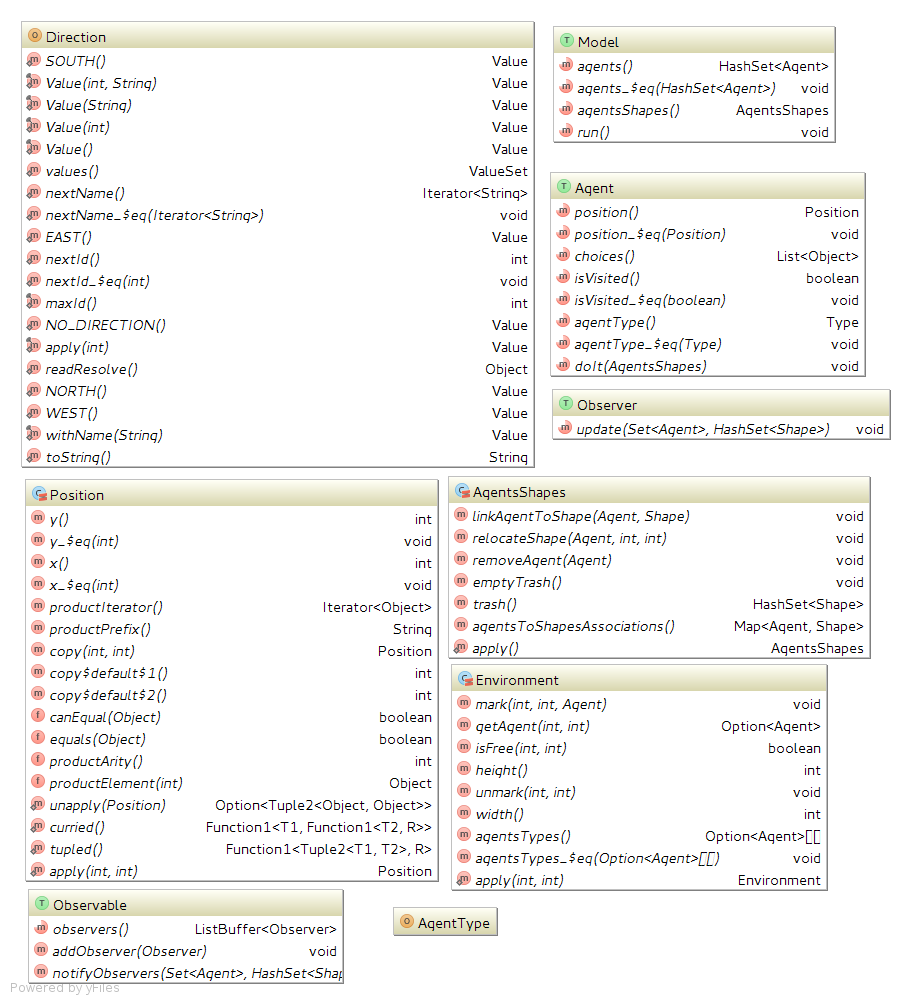 Direction
SOUTH() Value
Value(int, String) Value
Value(String) Value
Value(int) Value
Value() Value
values() ValueSet
nextName() Iterator<String>
nextName_$eq(Iterator<String>) void
EAST() Value
nextId() int
nextId_$eq(int) void
maxId() int
NO_DIRECTION() Value
apply(int) Value
readResolve() Object
NORTH() Value
WEST() Value
withName(String) Value
toString() String
Model
agents() HashSet<Agent>
agents_$eq(HashSet<Agent>) void
agentsShapes() AgentsShapes
run() void
Agent
position() Position
position_$eq(Position) void
choices() List<Object>
isVisited() boolean
isVisited_$eq(boolean) void
agentType() Type
agentType_$eq(Type) void
doIt(AgentsShapes) void
Observer
update(Set<Agent>, HashSet<Shape>) void
Position
y() int
y_$eq(int) void
x() int
x_$eq(int) void
productIterator() Iterator<Object>
productPrefix() String
copy(int, int) Position
copy$default$1() int
copy$default$2() int
canEqual(Object) boolean
equals(Object) boolean
productArity() int
productElement(int) Object
unapply(Position) Option<Tuple2<Object, Object>>
curried() Function1<T1, Function1<T2, R>>
tupled() Function1<Tuple2<T1, T2>, R>
apply(int, int) Position
AgentsShapes
linkAgentToShape(Agent, Shape) void
relocateShape(Agent, int, int) void
removeAgent(Agent) void
emptyTrash() void
trash() HashSet<Shape>
agentsToShapesAssociations() Map<Agent, Shape>
apply() AgentsShapes
Environment
mark(int, int, Agent) void
getAgent(int, int) Option<Agent>
isFree(int, int) boolean
height() int
unmark(int, int) void
width() int
agentsTypes() Option<Agent>[][]
agentsTypes_$eq(Option<Agent>[][]) void
apply(int, int) Environment
Observable
observers() ListBuffer<Observer>
addObserver(Observer) void
notifyObservers(Set<Agent>, HashSet<Shap
AgentType
Powered by yFiles